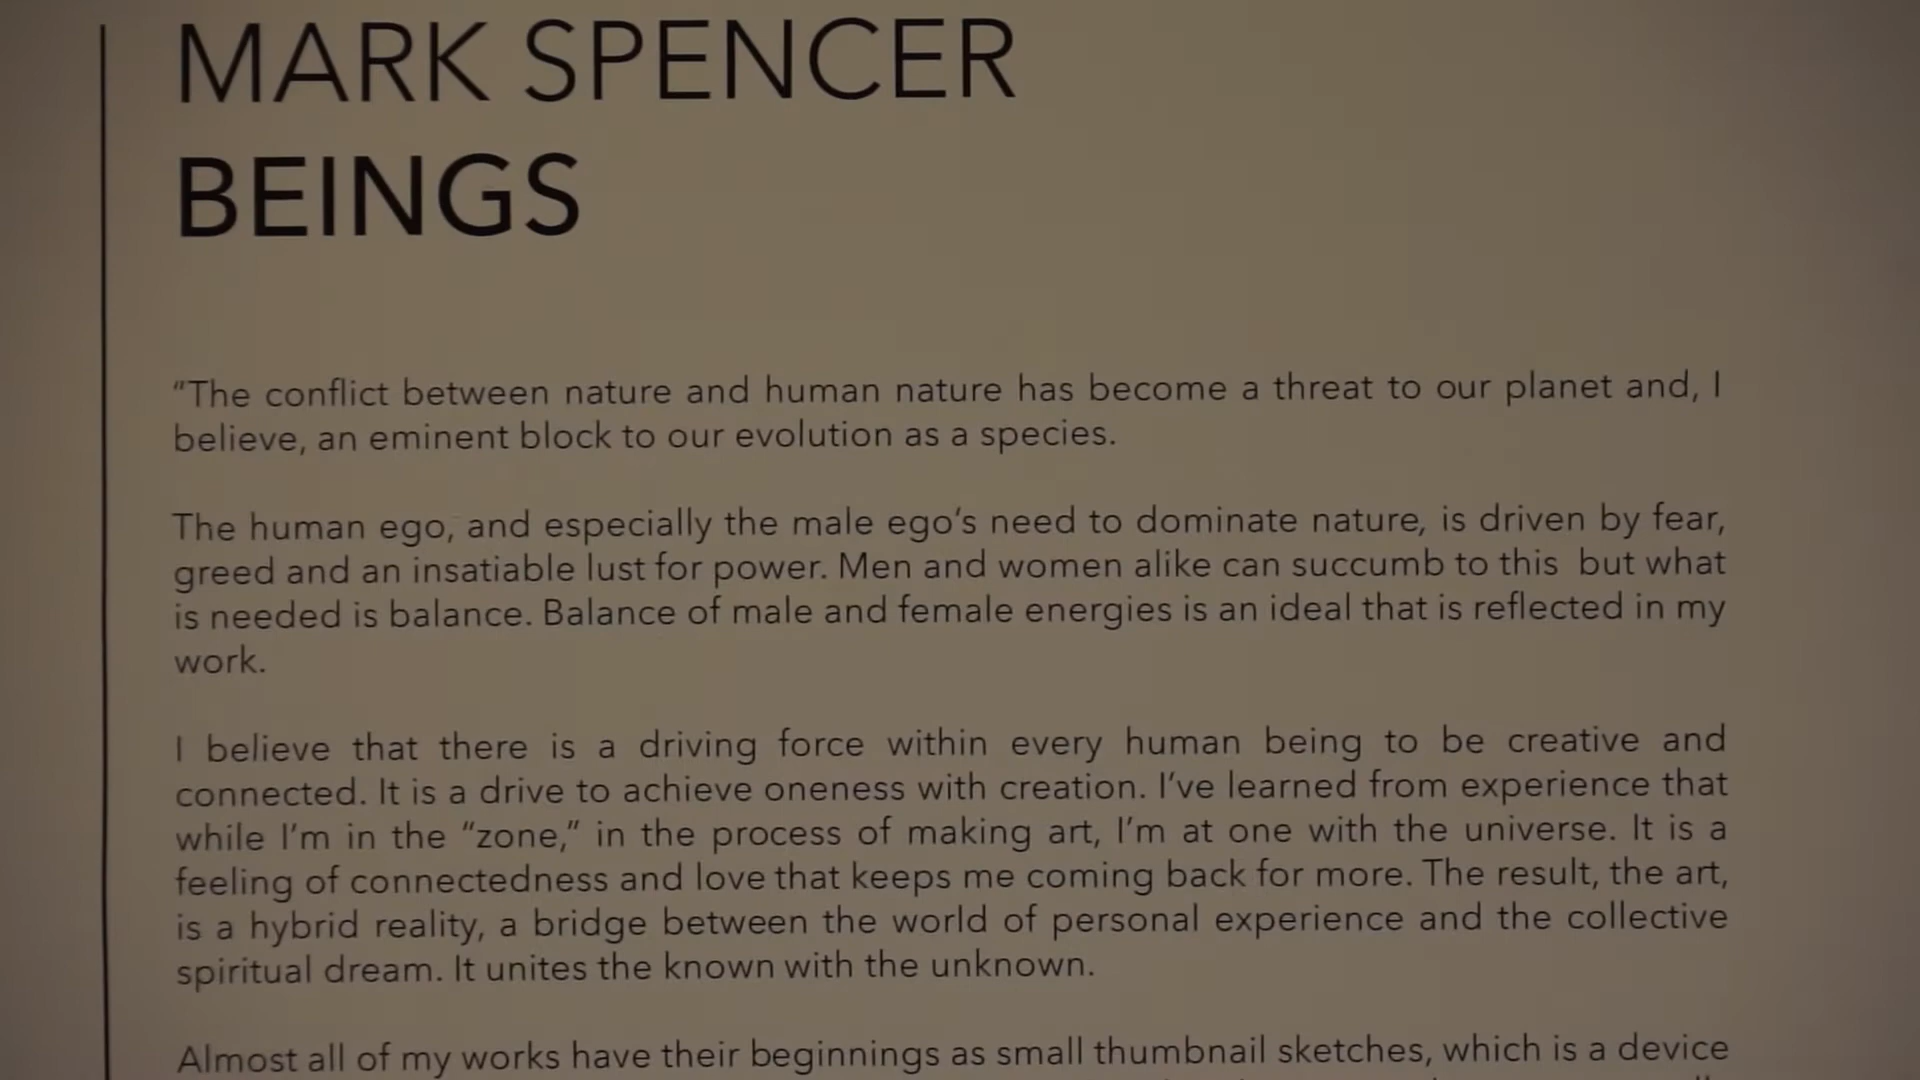 MARK SPENCER
BEINGS
"The conflict between nature and human nature has become a threat to our planet and, I
believe, an eminent block to our evolution as a species.
The human ego, and especially the male ego's need to dominate nature, is driven by fear,
greed and an insatiable lust for power. Men and women alike can succumb to this  but what
is needed is balance. Balance of male and female energies is an ideal that is reflected in my
work.
I believe that there is a driving force within every human being to be creative and
connected. It is a drive to achieve oneness with creation. I've learned from experience that
while I'm in the "zone," in the process of making art, I'm at one with the universe. It is a
feeling of connectedness and love that keeps me coming back for more. The result, the art,
is a hybrid reality, a bridge between the world of personal experience and the collective
spiritual dream. It unites the known with the unknown.
Almost all of my works have their beginnings as small thumbnail sketches, which is a device